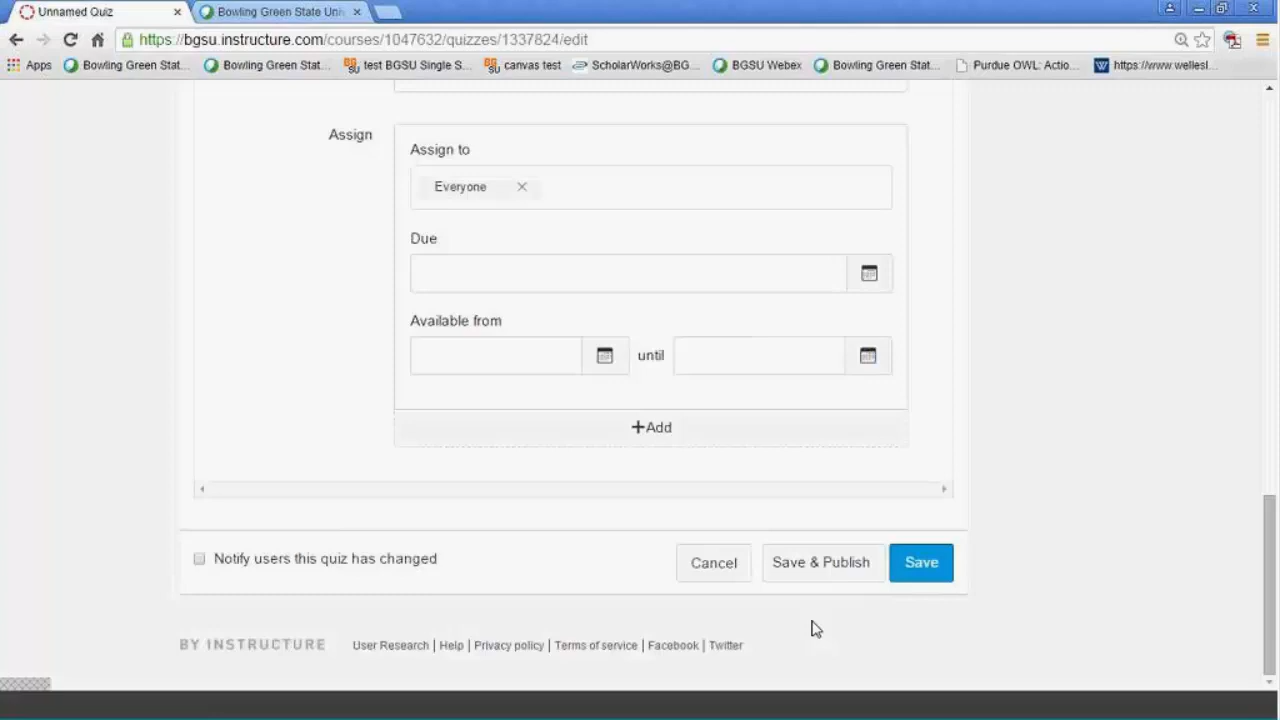 Unnamed Quiz
Bowling Green State Uni
https://bgsu.instructure.com/courses/1047632/quizzes/1337824/edit
Apps Bowling Green Stat... Bowling Green Stat... test BGSU Single S... canvas test ScholarWorks@BG... BGSU Webex Bowling Green Stat... Purdue OWL: Actio... https://www.wellesl...
Assign
Assign to
Everyone
Due
Available from
until
+Add
Notify users this quiz has changed
Cancel Save & Publish Save
BY INSTRUCTURE User Research | Help | Privacy policy | Terms of service | Facebook | Twitter